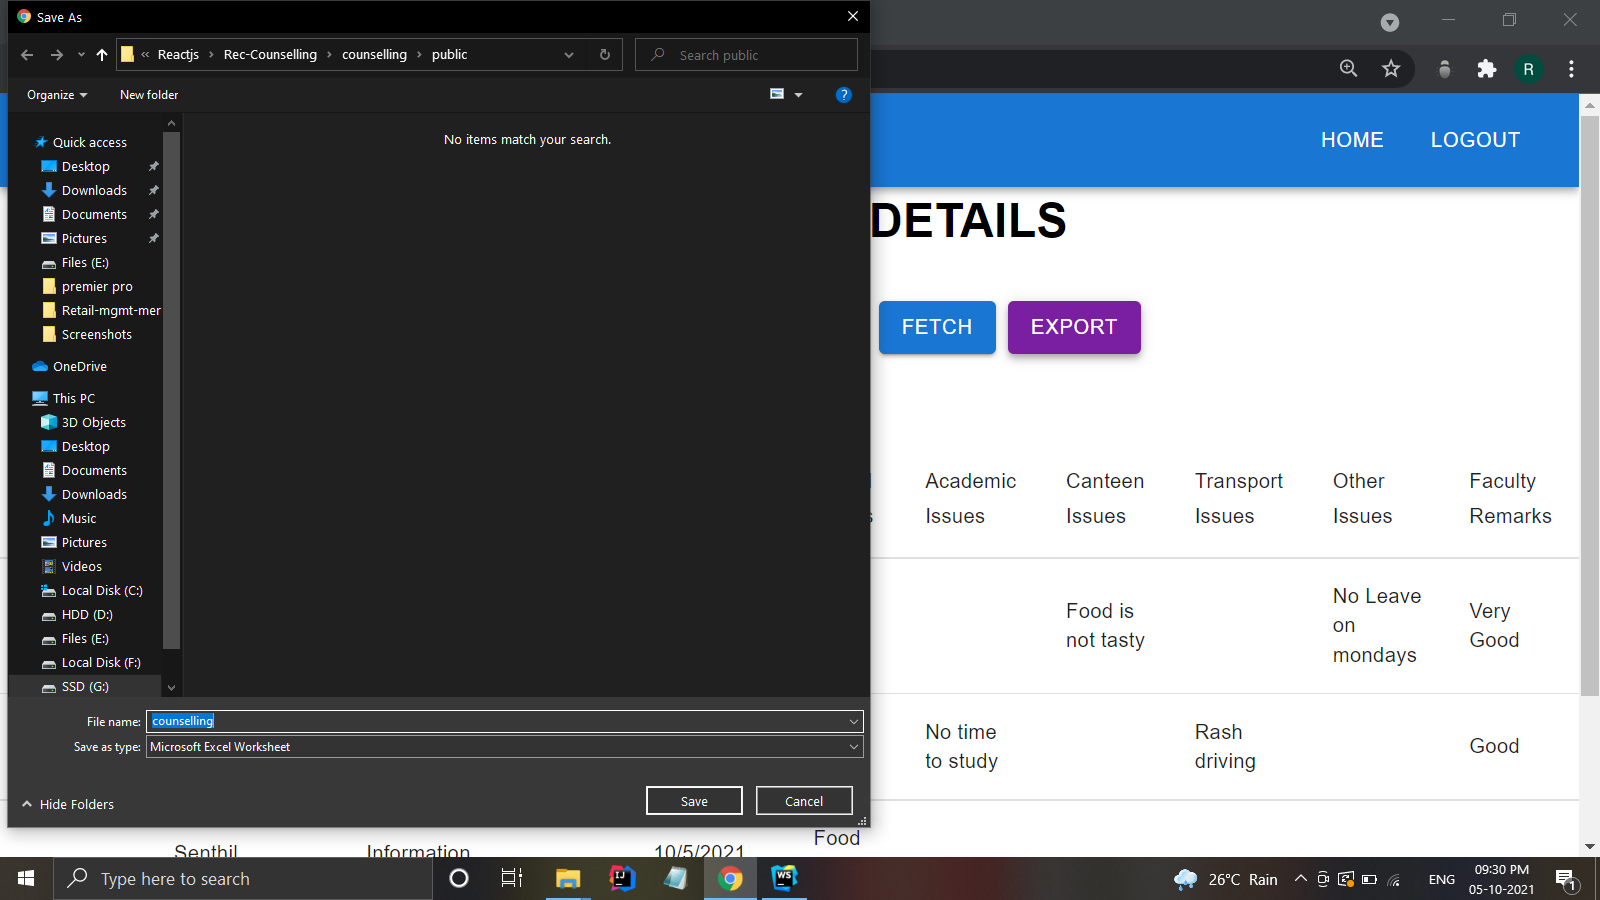 Save As
Reactjs
Rec-Counselling
counselling
public
Search public
R
Organize
New folder
?
No items match your search.
Quick access
Desktop
Downloads
Documents
Pictures
Files (E:)
premier pro
Retail-mgmt-mer
Screenshots
OneDrive
This PC
3D Objects
Desktop
Documents
Downloads
Music
Pictures
Videos
Local Disk (C:)
HDD (D:)
Files (E:)
Local Disk (F:)
SSD (G:)
File name: counselling
Save as type: Microsoft Excel Worksheet
Hide Folders
Save
Cancel
HOME LOGOUT
DETAILS
FETCH EXPORT
Academic Canteen Transport Other Faculty
Issues Issues Issues Issues Remarks
Food is
not tasty
No Leave
on
mondays
Very
Good
No time
to study
Rash
driving
Good
Food
Senthil Information 10/5/2021
Type here to search
IJ
WS
26°C Rain
ENG
09:30 PM
05-10-2021
1